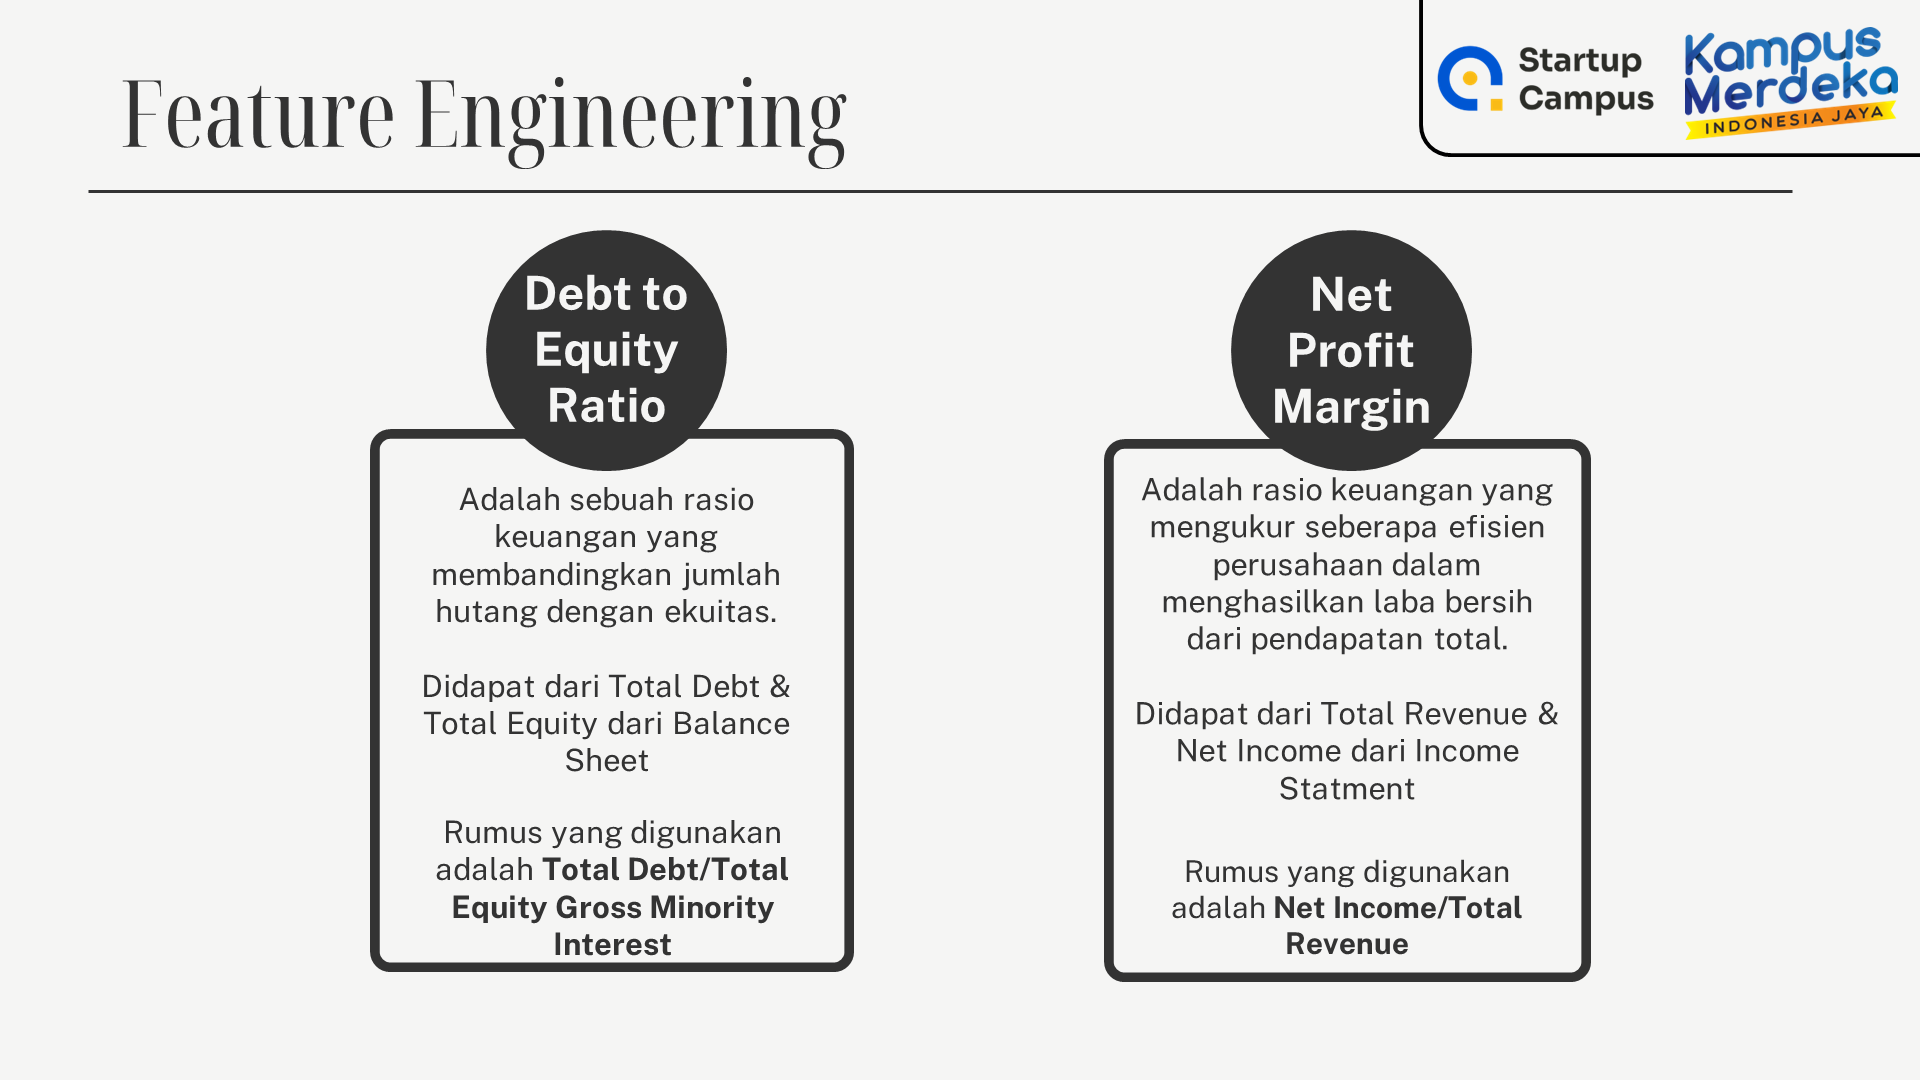 Feature Engineering
Startup
Campus
Kampus
Merdeka
INDONESIA JAYA
Debt to
Equity
Ratio
Adalah sebuah rasio
keuangan yang
membandingkan jumlah
hutang dengan ekuitas.
Didapat dari Total Debt &
Total Equity dari Balance
Sheet
Rumus yang digunakan
adalah Total Debt/Total
Equity Gross Minority
Interest
Net
Profit
Margin
Adalah rasio keuangan yang
mengukur seberapa efisien
perusahaan dalam
menghasilkan laba bersih
dari pendapatan total.
Didapat dari Total Revenue &
Net Income dari Income
Statment
Rumus yang digunakan
adalah Net Income/Total
Revenue